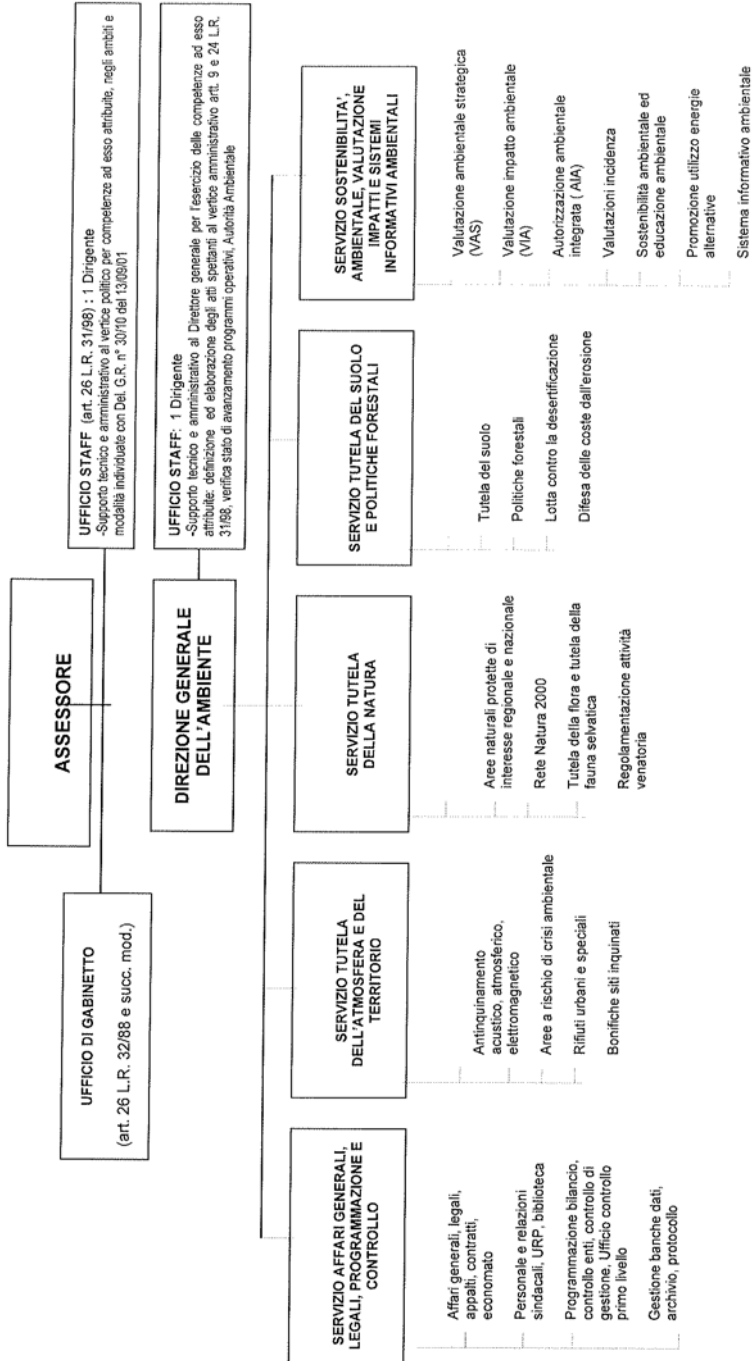 ASSESSORE
UFFICIO DI GABINETTO
(art. 26 L.R. 32/88 e succ. mod.)
UFFICIO STAFF (art. 26 L.R. 31/98) : 1 Dirigente
-Supporto tecnico e amministrativo al vertice politico per competenze ad esso attribuite, negli ambiti e
modalità individuate con Del. G.R. n° 30/10 del 13/09/01
DIREZIONE GENERALE
DELL'AMBIENTE
UFFICIO STAFF: 1 Dirigente
-Supporto tecnico e amministrativo al Direttore generale per l'esercizio delle competenze ad esso
attribuite: definizione ed elaborazione degli atti spettanti al vertice amministrativo artt. 9 e 24 L.R.
31/98, verifica stato di avanzamento programmi operativi, Autorità Ambientale
SERVIZIO AFFARI GENERALI,
LEGALI, PROGRAMMAZIONE E
CONTROLLO
Affari generali, legali,
appalti, contratti,
economato
Personale e relazioni
sindacali, URP, biblioteca
Programmazione bilancio,
controllo enti, controllo di
gestione, Ufficio controllo
primo livello
Gestione banche dati,
archivio, protocollo
SERVIZIO TUTELA
DELL'ATMOSFERA E DEL
TERRITORIO
Antinquinamento
acustico, atmosferico,
elettromagnetico
Aree a rischio di crisi ambientale
Rifiuti urbani e speciali
Bonifiche siti inquinati
SERVIZIO TUTELA
DELLA NATURA
Aree naturali protette di
interesse regionale e nazionale
Rete Natura 2000
Tutela della flora e tutela della
fauna selvatica
Regolamentazione attività
venatoria
SERVIZIO TUTELA DEL SUOLO
E POLITICHE FORESTALI
Tutela del suolo
Politiche forestali
Lotta contro la desertificazione
Difesa delle coste dall'erosione
SERVIZIO SOSTENIBILITA'
AMBIENTALE, VALUTAZIONE
IMPATTI E SISTEMI
INFORMATIVI AMBIENTALI
Valutazione ambientale strategica
(VAS)
Valutazione impatto ambientale
(VIA)
Autorizzazione ambientale
integrata ( AIA)
Valutazioni incidenza
Sostenibilità ambientale ed
educazione ambientale
Promozione utilizzo energie
alternative
Sistema informativo ambientale